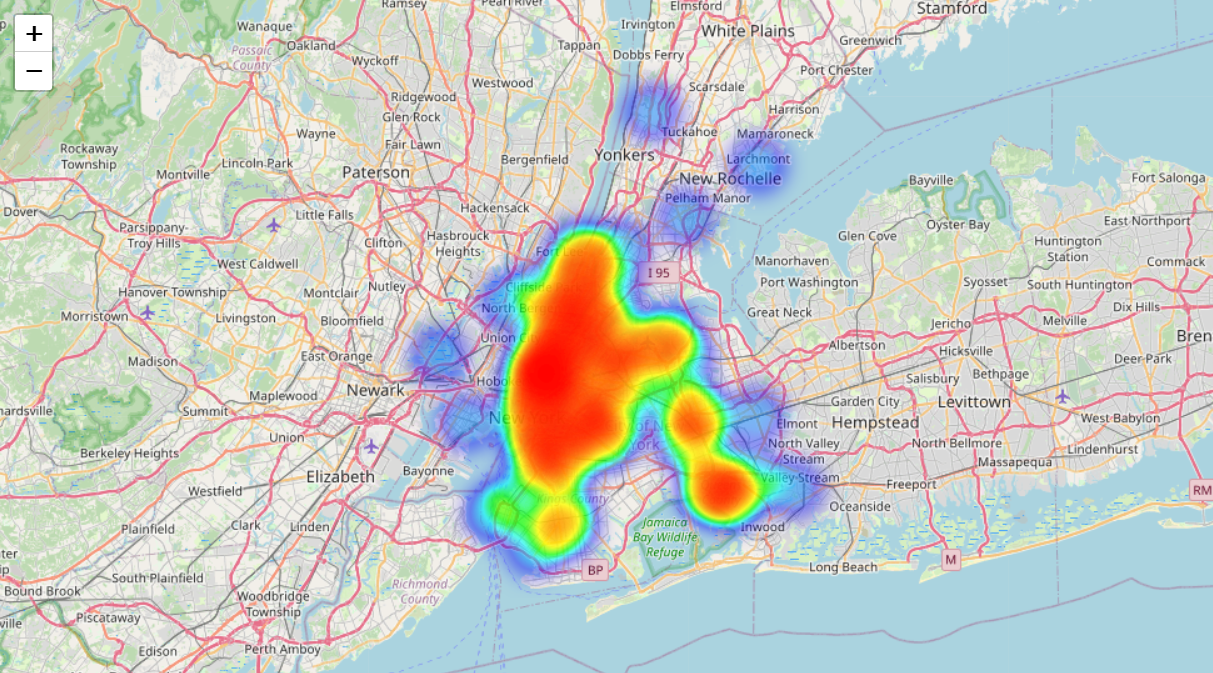 +
−
Ramsey
Pearl River
Elmsford
Stamford
Wanaque
Irvington
White Plains
Oakland
Tappan
Greenwich
Passaic
County
Dobbs Ferry
Wyckoff
Port Chester
Westwood
Scarsdale
Ridgewood
Harrison
Glen Rock
Wayne
Tuckahoe
Mamaroneck
Fair Lawn
Rockaway
Township
Bergenfield
Yonkers
Larchmont
Lincoln Park
Montville
Paterson
New Rochelle
Bayville
Fort Salonga
Pelham Manor
Dover
Little Falls
Hackensack
East Northport
Parsippany-
Troy Hills
Oyster Bay
Clifton
Hasbrouck
Heights
Glen Cove
Huntington
Station
Fort Lee
West Caldwell
Manorhaven
Commack
I 95
Nutley
Cliffside
Port Washington
Syosset
South Huntington
Hanover Township
Montclair
North Bergen
Morristown
Livingston
Bloomfield
Great Neck
Jericho
Melville
Dix Hills
Union City
Bren
Albertson
Hicksville
Madison
East Orange
Deer Park
Bethpage
Hobok
Salisbury
Newark
Maplewood
Garden City
Levittown
nardsville
Summit
New
West Babylon
Hempstead
Elmont
City of New
York
Union
North Valley
Stream
North Bellmore
Berkeley Heights
Lindenhurst
Massapequa
Bayonne
Elizabeth
Valley Stream
Freeport
Westfield
RM
Kings County
Oceanside
Plainfield
Clark
Linden
Jamaica
Bay Wildlife
Refuge
Inwood
M
Long Beach
BP
South Plainfield
Richmond
County
Bound Brook
Woodbridge
Township
Piscataway
Edison
Perth Amboy